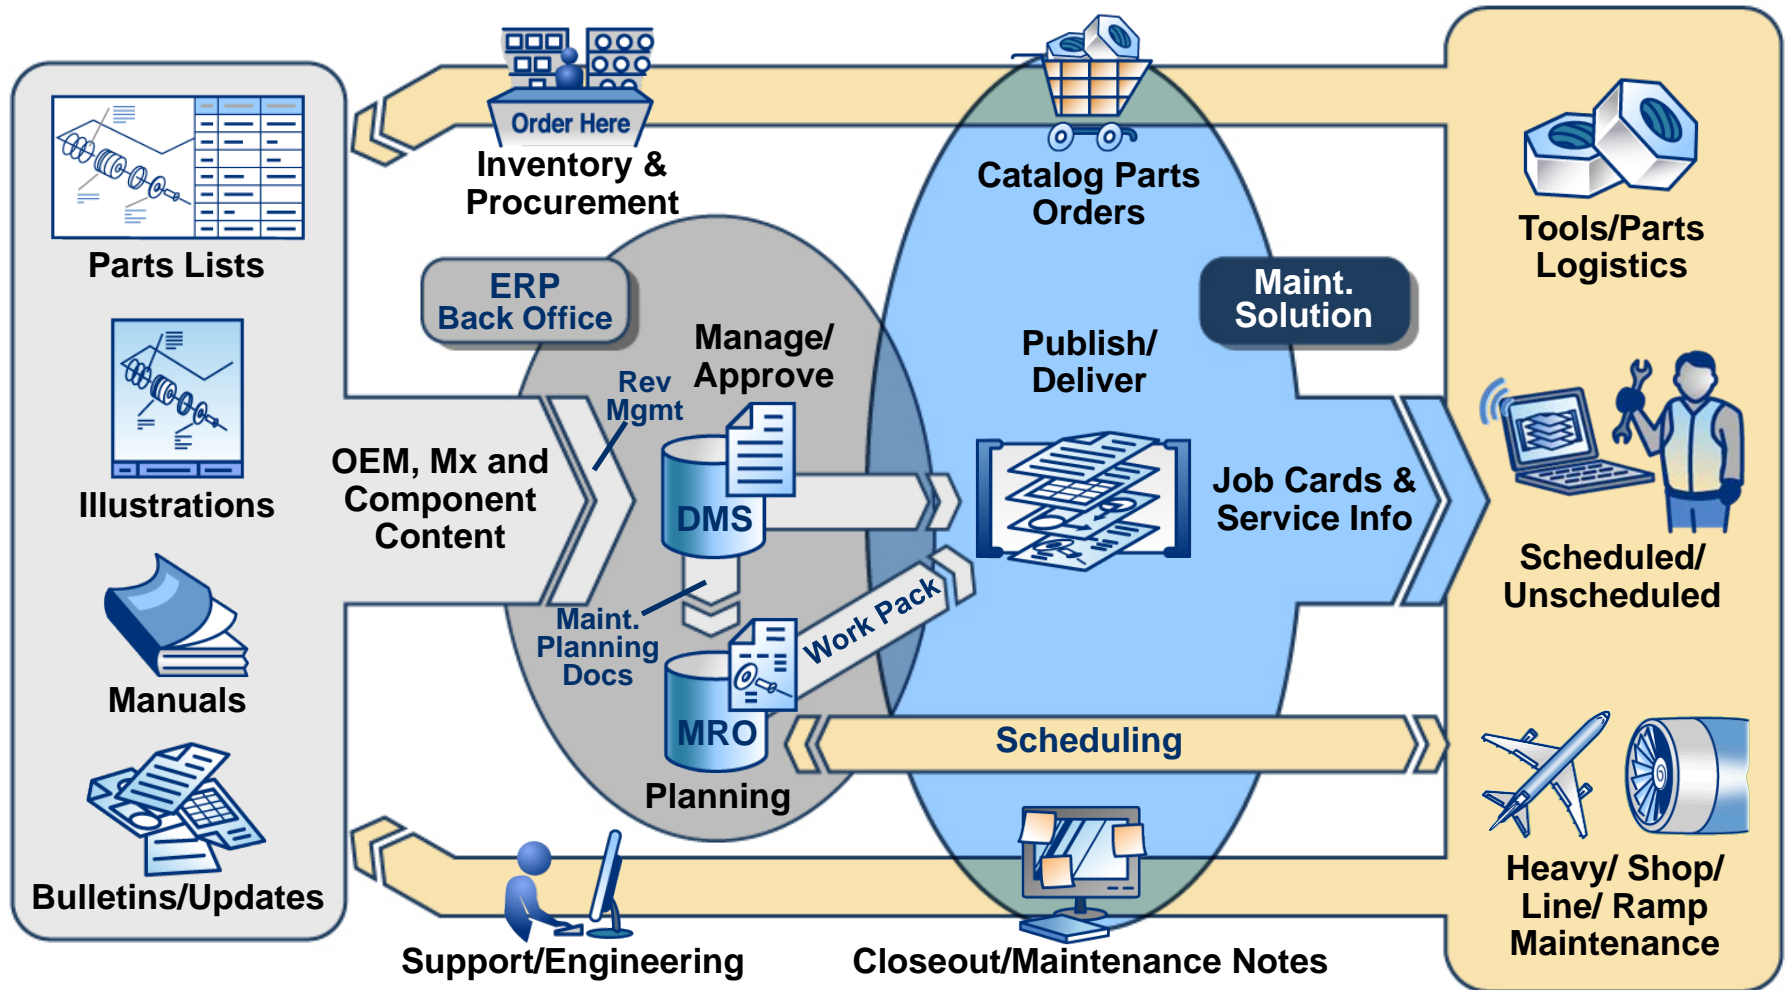 Order Here
Inventory &
Procurement
Catalog Parts
Orders
Parts Lists
Tools/Parts
Logistics
ERP
Back Office
Maint.
Solution
Manage/
Approve
Publish/
Deliver
Rev
Mgmt
Illustrations
OEM, Mx and
Component
Content
DMS
Job Cards &
Service Info
Scheduled/
Unscheduled
Maint.
Planning
Docs
Work Pack
Manuals
MRO
Scheduling
Planning
Bulletins/Updates
Heavy/ Shop/
Line/ Ramp
Maintenance
Support/Engineering
Closeout/Maintenance Notes